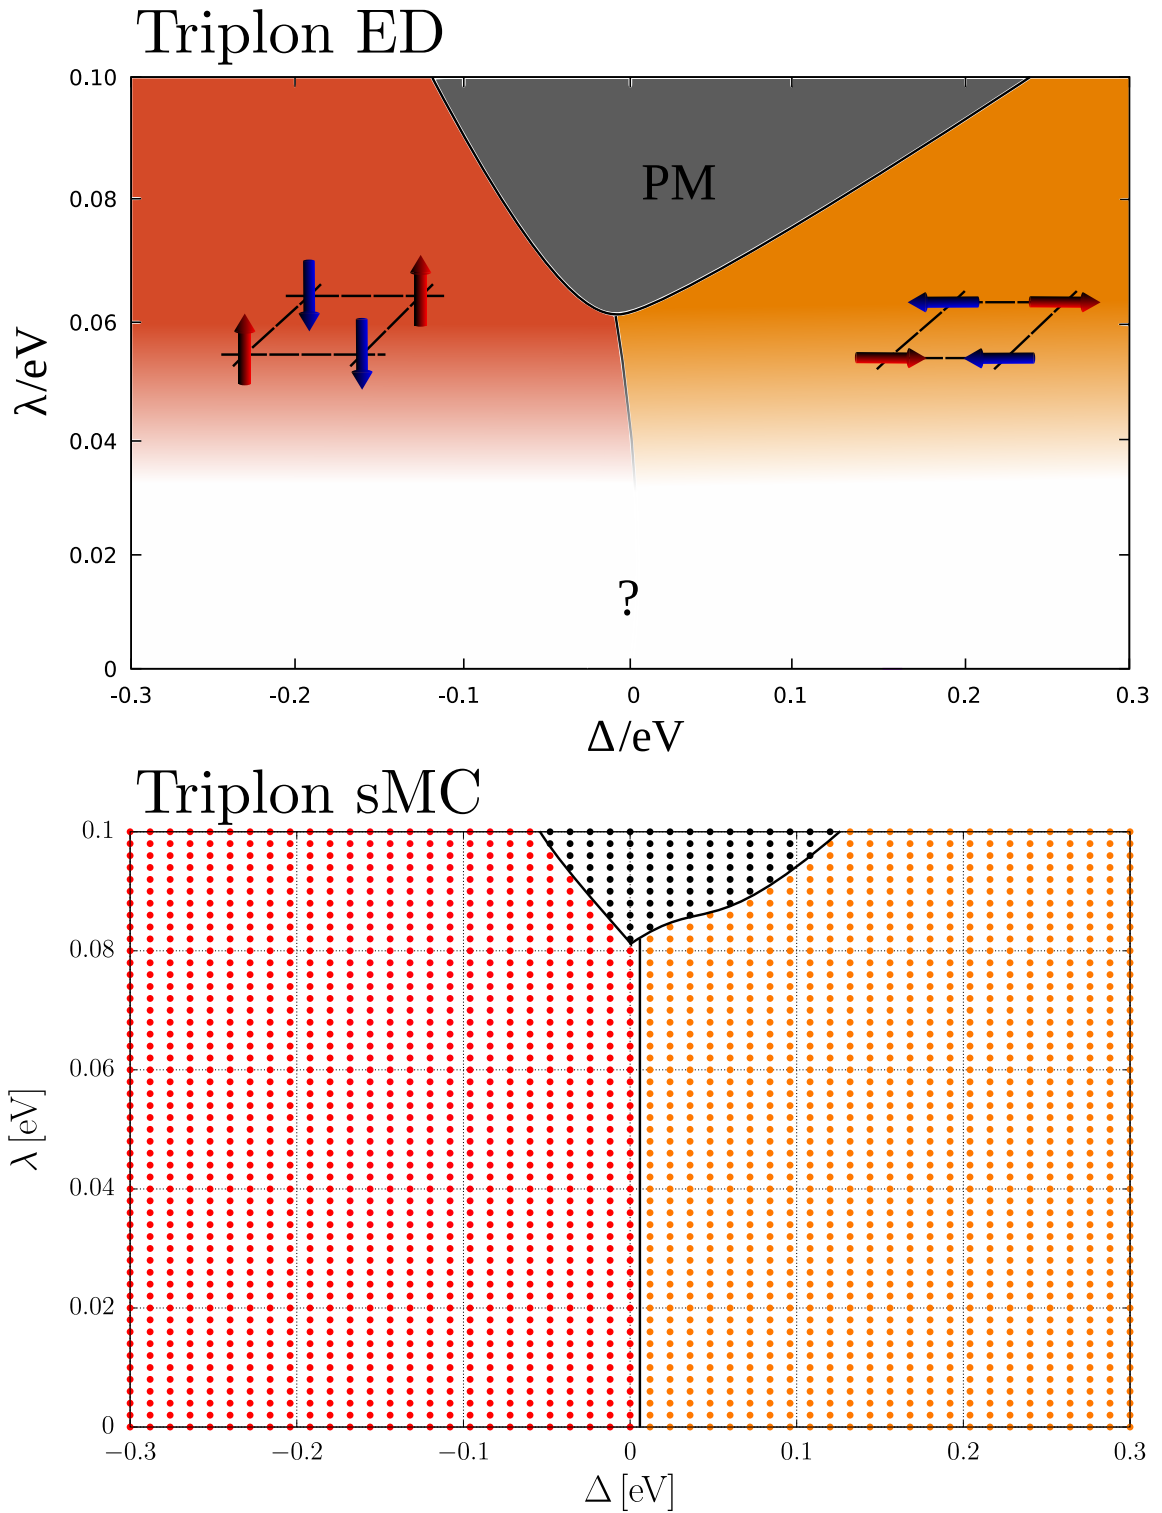 Triplon ED
0.10
0.08
0.06
0.04
0.02
0
λ/eV
PM
?
-0.3 -0.2 -0.1 0 0.1 0.2 0.3
Δ/eV
Triplon sMC
0.1
0.08
0.06
0.04
0.02
0
λ [eV]
−0.3 −0.2 −0.1 0 0.1 0.2 0.3
Δ [eV]